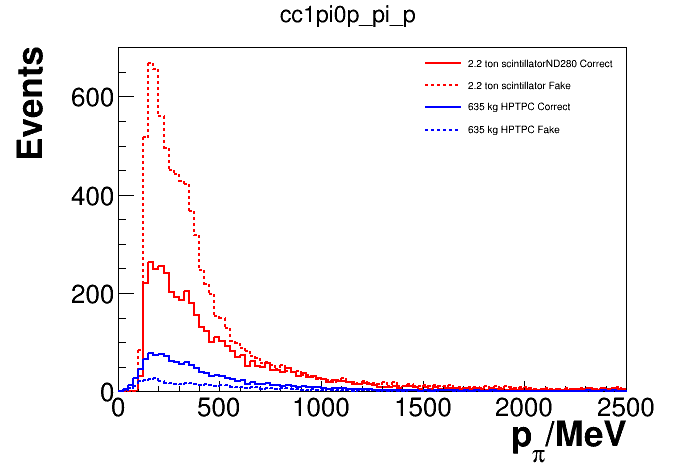 cc1pi0p_pi_p
Events
600
400
200
0
2.2 ton scintillatorND280 Correct
2.2 ton scintillator Fake
635 kg HPTPC Correct
635 kg HPTPC Fake
0 500 1000 1500 2000 2500
pπ/MeV